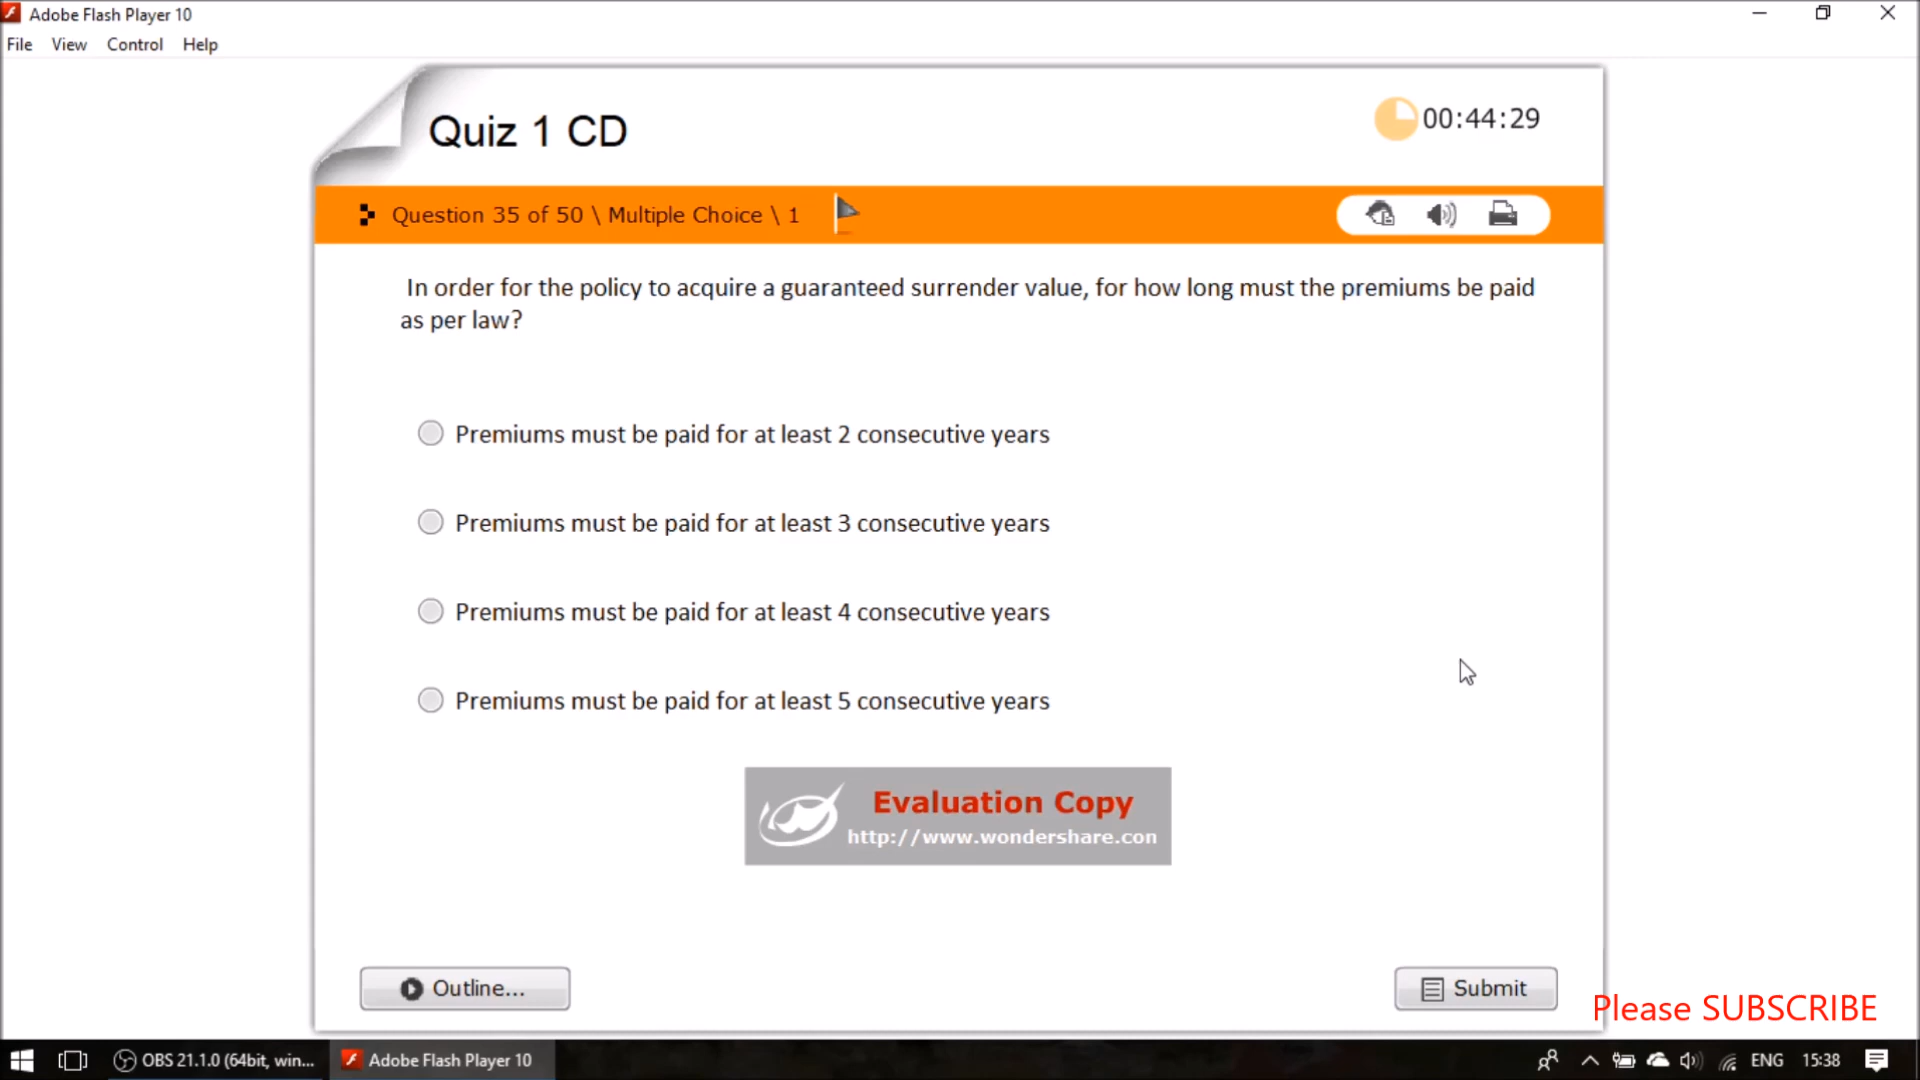 Adobe Flash Player 10
File View Control Help
Quiz 1 CD
00:44:29
Question 35 of 50 \ Multiple Choice \ 1
In order for the policy to acquire a guaranteed surrender value, for how long must the premiums be paid
as per law?
Premiums must be paid for at least 2 consecutive years
Premiums must be paid for at least 3 consecutive years
Premiums must be paid for at least 4 consecutive years
Premiums must be paid for at least 5 consecutive years
Evaluation Copy
http://www.wondershare.con
Outline...
Submit
Please SUBSCRIBE
OBS 21.1.0 (64bit, win...
Adobe Flash Player 10
ENG
15:38